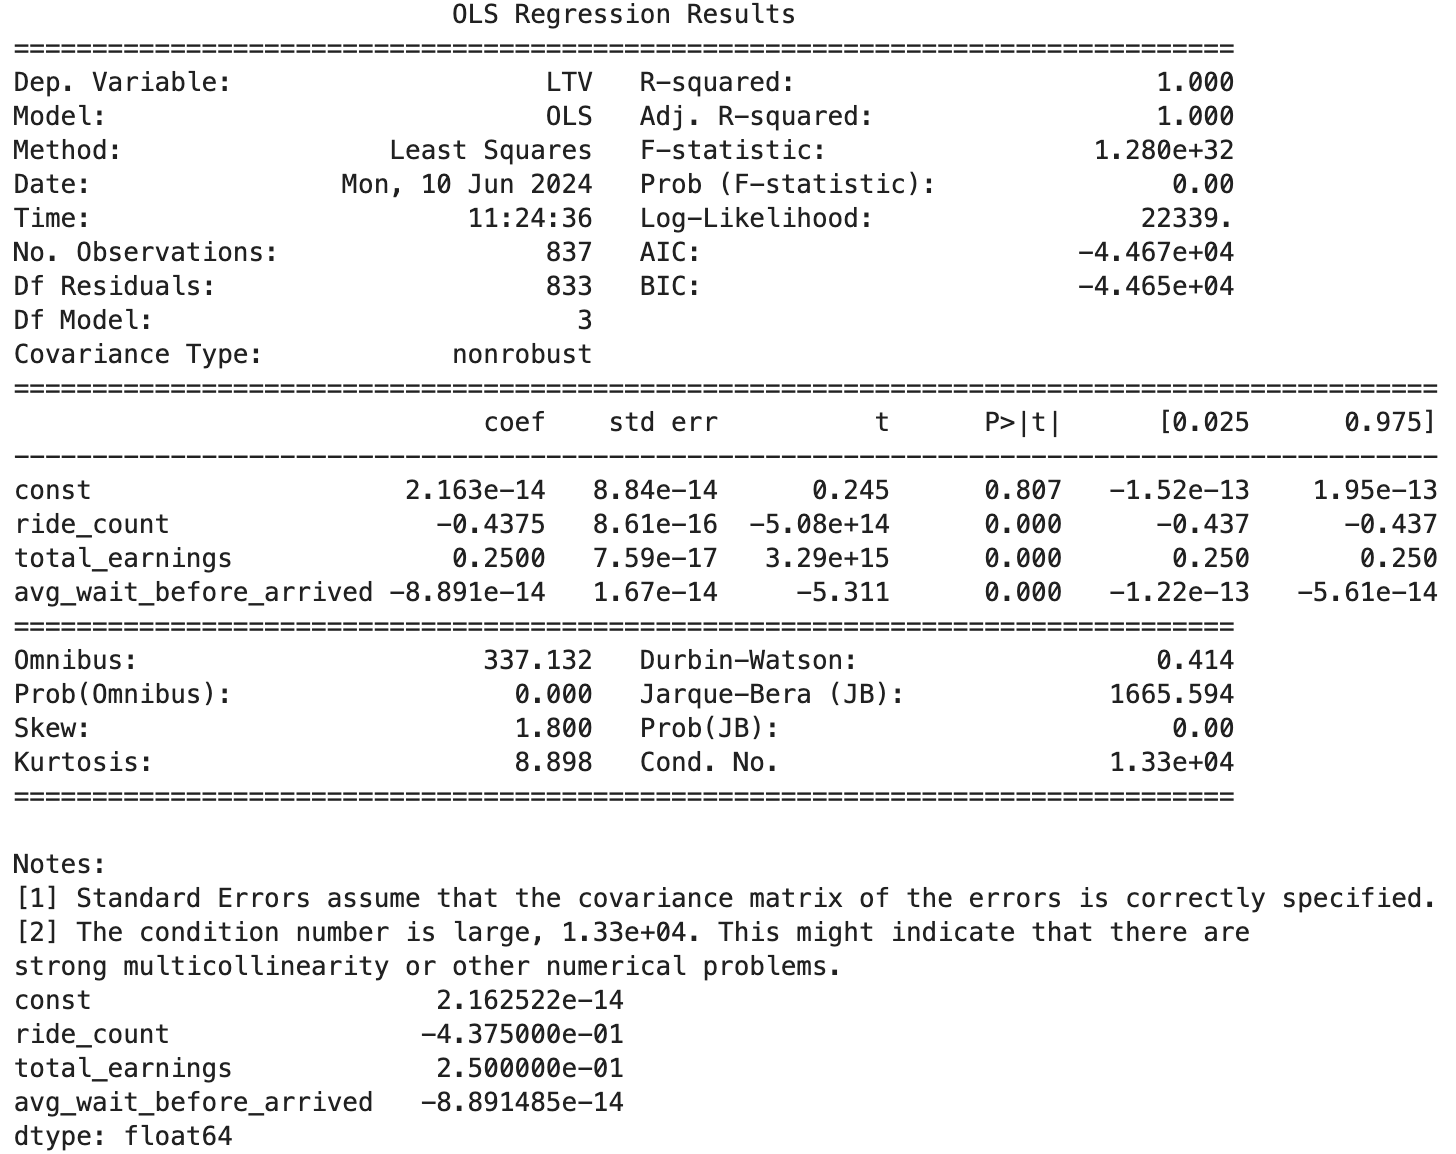 OLS Regression Results
==============================================================================
Dep. Variable:                    LTV   R-squared:                       1.000
Model:                            OLS   Adj. R-squared:                  1.000
Method:                 Least Squares   F-statistic:                 1.280e+32
Date:                Mon, 10 Jun 2024   Prob (F-statistic):               0.00
Time:                        11:24:36   Log-Likelihood:                 22339.
No. Observations:                 837   AIC:                        -4.467e+04
Df Residuals:                     833   BIC:                        -4.465e+04
Df Model:                           3
Covariance Type:            nonrobust
===========================================================================================
                              coef    std err          t      P>|t|      [0.025      0.975]
-------------------------------------------------------------------------------------------
const                    2.163e-14   8.84e-14      0.245      0.807   -1.52e-13    1.95e-13
ride_count                 -0.4375   8.61e-16  -5.08e+14      0.000      -0.437      -0.437
total_earnings              0.2500   7.59e-17   3.29e+15      0.000       0.250       0.250
avg_wait_before_arrived -8.891e-14   1.67e-14     -5.311      0.000   -1.22e-13   -5.61e-14
==============================================================================
Omnibus:                      337.132   Durbin-Watson:                   0.414
Prob(Omnibus):                  0.000   Jarque-Bera (JB):             1665.594
Skew:                           1.800   Prob(JB):                         0.00
Kurtosis:                       8.898   Cond. No.                     1.33e+04
==============================================================================

Notes:
[1] Standard Errors assume that the covariance matrix of the errors is correctly specified.
[2] The condition number is large, 1.33e+04. This might indicate that there are
strong multicollinearity or other numerical problems.
const                      2.162522e-14
ride_count                -4.375000e-01
total_earnings             2.500000e-01
avg_wait_before_arrived   -8.891485e-14
dtype: float64